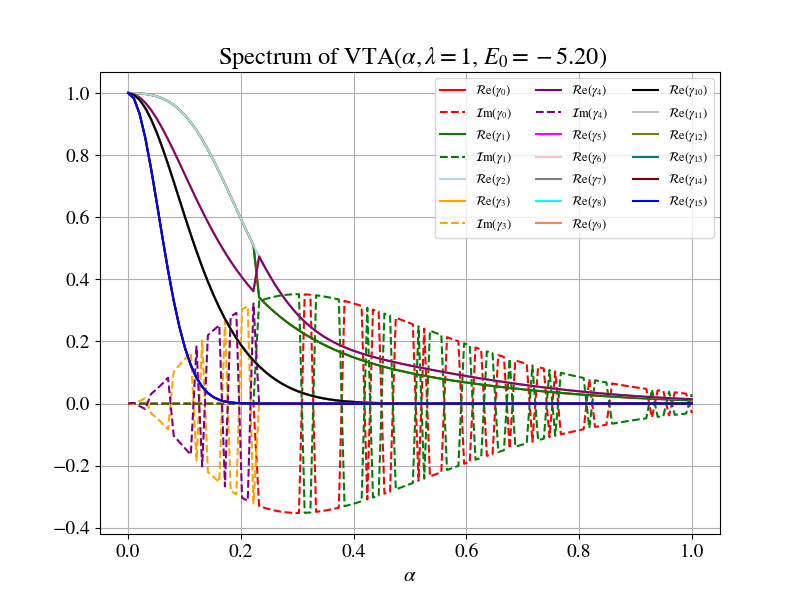 Spectrum of VTA(α, λ = 1, E₀ = −5.20)
1.0
0.8
0.6
0.4
0.2
0.0
−0.2
−0.4
0.0 0.2 0.4 0.6 0.8 1.0
α
ℛe(γ₀)
ℐm(γ₀)
ℛe(γ₁)
ℐm(γ₁)
ℛe(γ₂)
ℛe(γ₃)
ℐm(γ₃)
ℛe(γ₄)
ℐm(γ₄)
ℛe(γ₅)
ℛe(γ₆)
ℛe(γ₇)
ℛe(γ₈)
ℛe(γ₉)
ℛe(γ₁₀)
ℛe(γ₁₁)
ℛe(γ₁₂)
ℛe(γ₁₃)
ℛe(γ₁₄)
ℛe(γ₁₅)